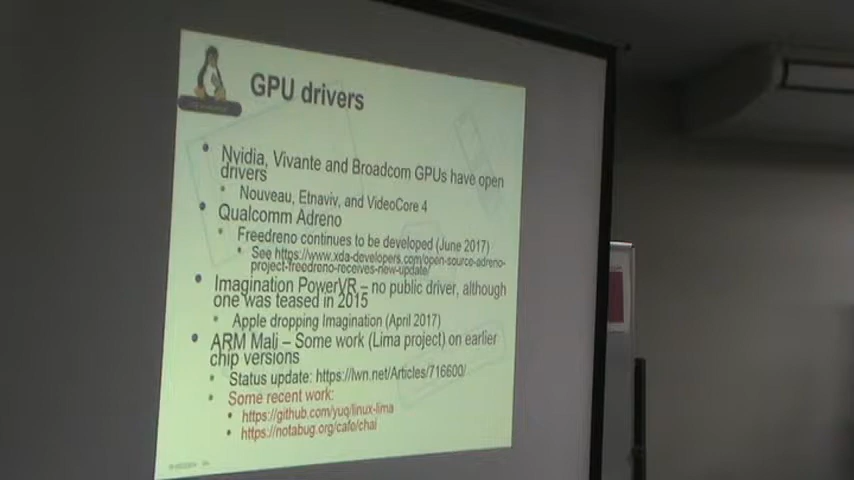 GPU drivers
• Nvidia, Vivante and Broadcom GPUs have open
drivers
• Nouveau, Etnaviv, and VideoCore 4
• Qualcomm Adreno
• Freedreno continues to be developed (June 2017)
• See https://www.xda-developers.com/open-source-adreno-
project-freedreno-receives-new-update/
• Imagination PowerVR – no public driver, although
one was teased in 2015
• Apple dropping Imagination (April 2017)
• ARM Mali – Some work (Lima project) on earlier
chip versions
• Status update: https://lwn.net/Articles/716600/
• Some recent work:
• https://github.com/yuq/linux-lima
• https://notabug.org/cafe/chai